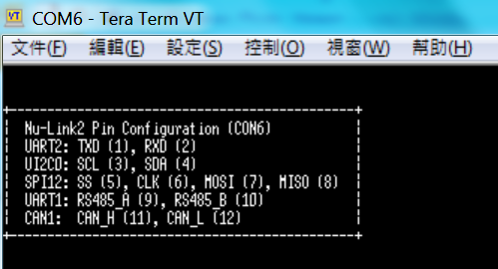 COM6 - Tera Term VT
文件(F) 編輯(E) 設定(S) 控制(O) 視窗(W) 幫助(H)
Nu-Link2 Pin Configuration (CON6)
UART2: TXD (1), RXD (2)
UI2C0: SCL (3), SDA (4)
SPI12: SS (5), CLK (6), MOSI (7), MISO (8)
UART1: RS485_A (9), RS485_B (10)
CAN1: CAN_H (11), CAN_L (12)